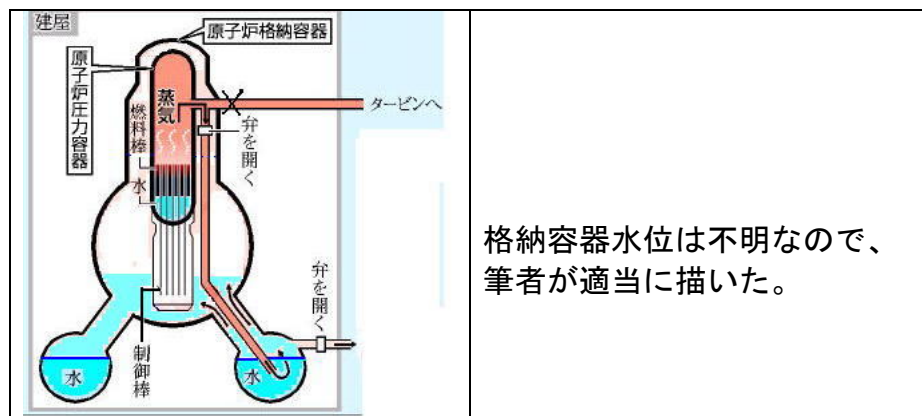 建屋
原子炉格納容器
原子炉圧力容器
蒸気
燃料棒
水
タービンへ
弁を開く
弁を開く
制御棒
水
水
格納容器水位は不明なので、
筆者が適当に描いた。